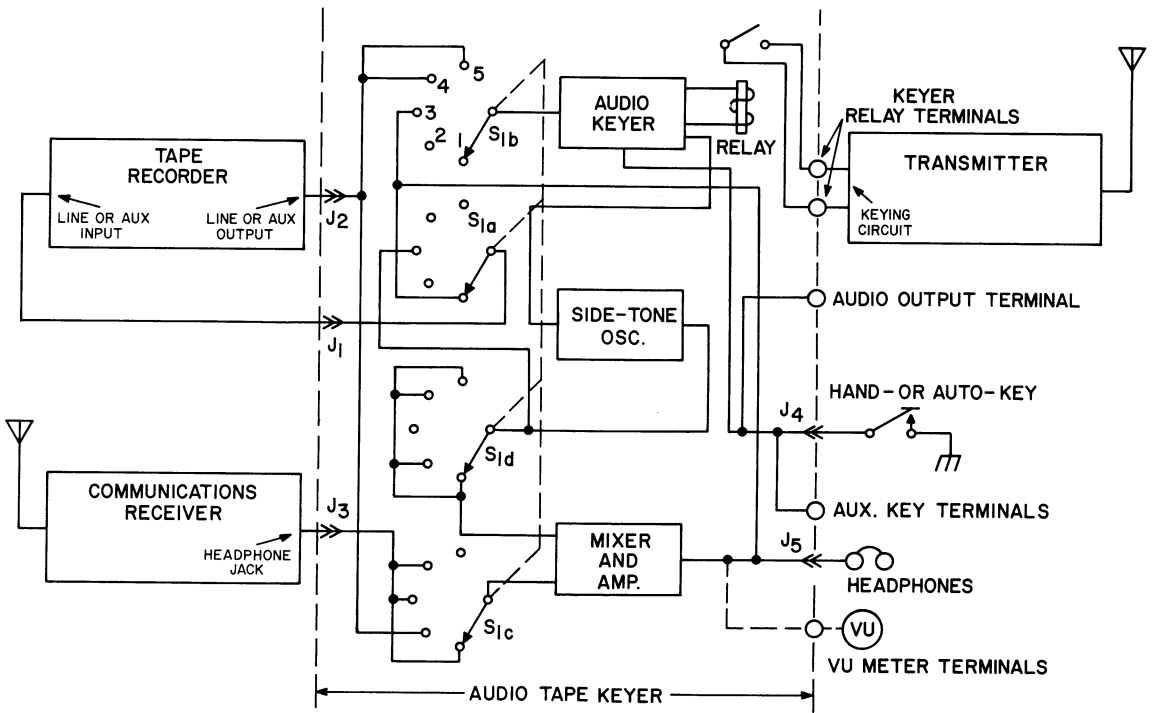 5
4
3
2
1
S1b
AUDIO
KEYER
RELAY
KEYER
RELAY TERMINALS
TRANSMITTER
KEYING
CIRCUIT
TAPE
RECORDER
LINE OR AUX
INPUT
LINE OR AUX
OUTPUT
J2
S1a
J1
SIDE-TONE
OSC.
AUDIO OUTPUT TERMINAL
HAND-OR AUTO-KEY
J4
S1d
COMMUNICATIONS
RECEIVER
HEADPHONE
JACK
J3
AUX. KEY TERMINALS
MIXER
AND
AMP.
J5
HEADPHONES
S1c
VU
VU METER TERMINALS
AUDIO TAPE KEYER